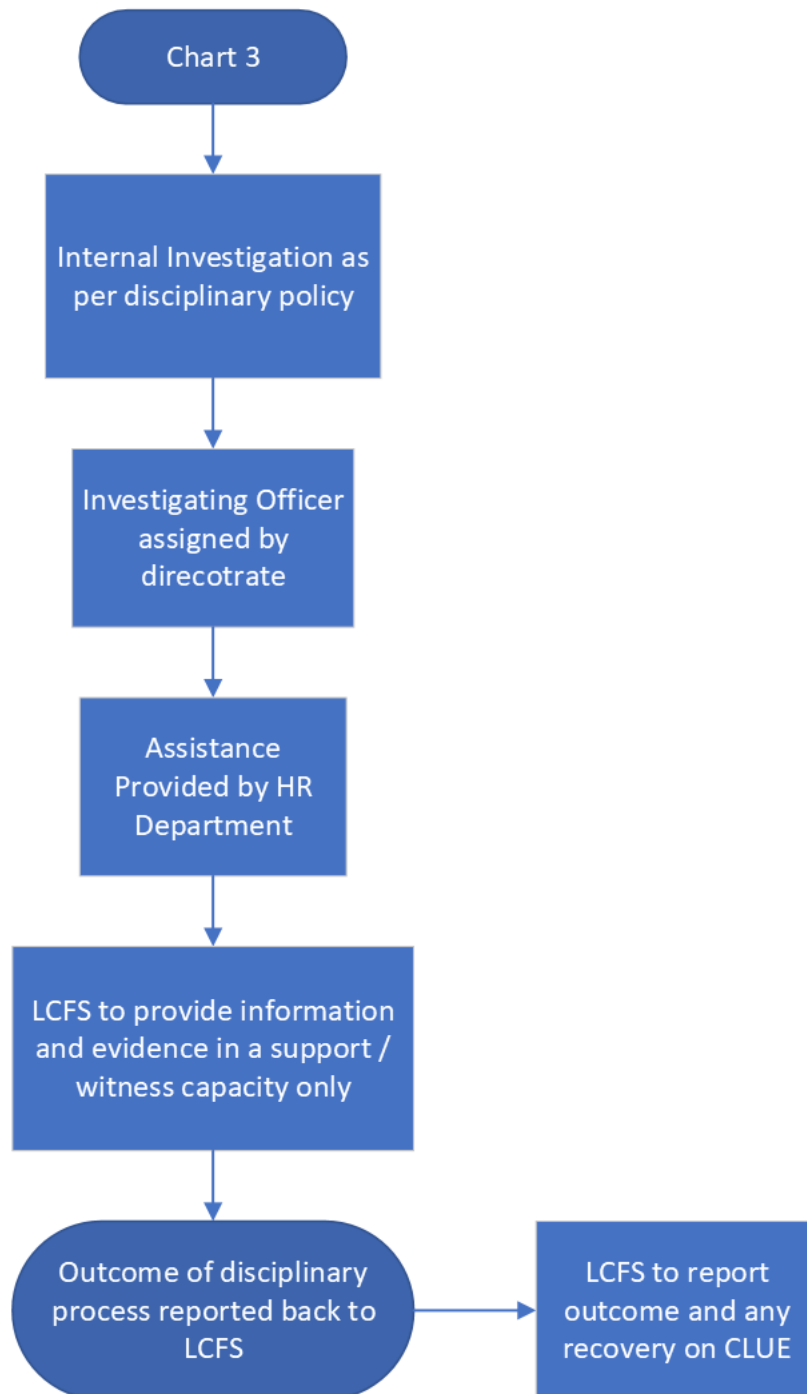 Chart 3
Internal Investigation as
per disciplinary policy
Investigating Officer
assigned by
direcotrate
Assistance
Provided by HR
Department
LCFS to provide information
and evidence in a support /
witness capacity only
Outcome of disciplinary
process reported back to
LCFS
LCFS to report
outcome and any
recovery on CLUE